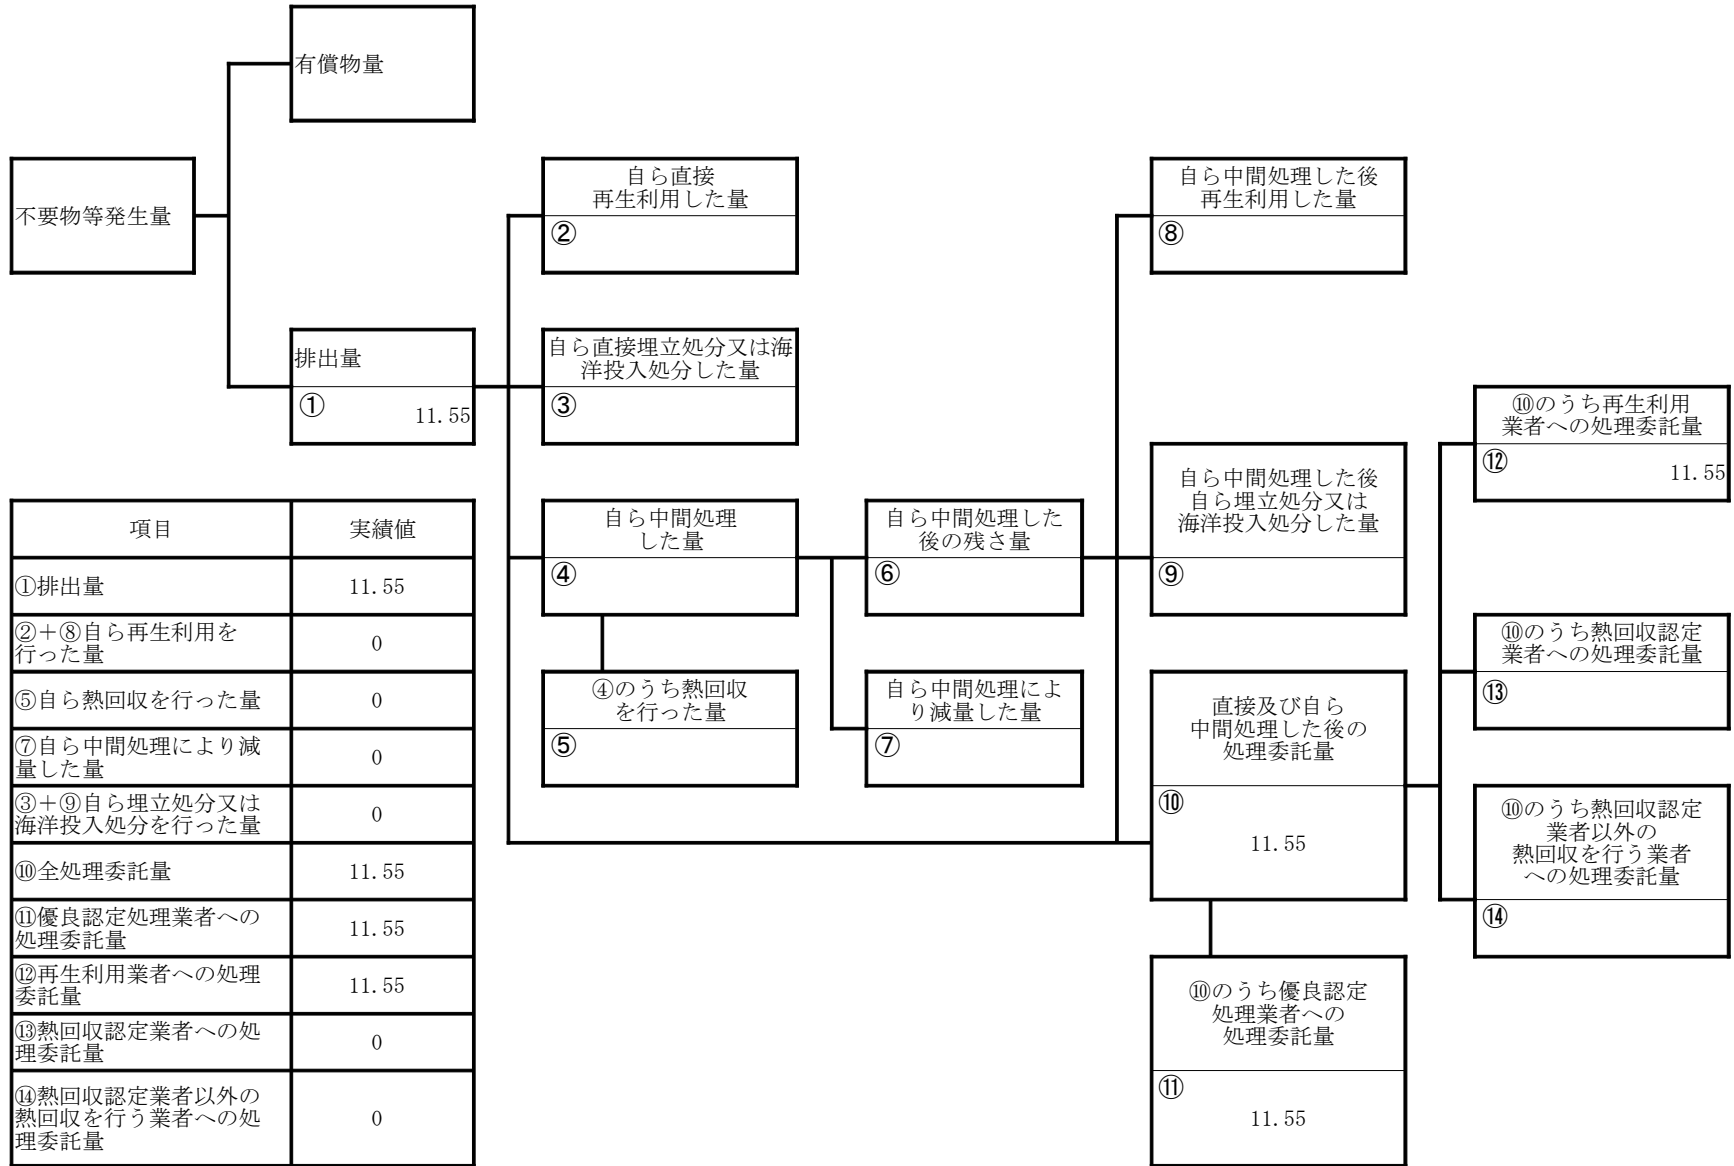 有償物量
不要物等発生量
自ら直接
再生利用した量
②
自ら中間処理した後
再生利用した量
⑧
排出量
①
11.55
自ら直接埋立処分又は海
洋投入処分した量
③
⑩のうち再生利用
業者への処理委託量
⑫
11.55
自ら中間処理
した量
④
自ら中間処理した
後の残さ量
⑥
自ら中間処理した後
自ら埋立処分又は
海洋投入処分した量
⑨
④のうち熱回収
を行った量
⑤
自ら中間処理によ
り減量した量
⑦
直接及び自ら
中間処理した後の
処理委託量
⑩
11.55
⑩のうち熱回収認定
業者への処理委託量
⑬
⑩のうち熱回収認定
業者以外の
熱回収を行う業者
への処理委託量
⑭
⑩のうち優良認定
処理業者への
処理委託量
⑪
11.55
項目 実績値
①排出量 11.55
②+⑧自ら再生利用を
行った量 0
⑤自ら熱回収を行った量 0
⑦自ら中間処理により減
量した量 0
③+⑨自ら埋立処分又は
海洋投入処分を行った量 0
⑩全処理委託量 11.55
⑪優良認定処理業者への
処理委託量 11.55
⑫再生利用業者への処理
委託量 11.55
⑬熱回収認定業者への処
理委託量 0
⑭熱回収認定業者以外の
熱回収を行う業者への処
理委託量 0